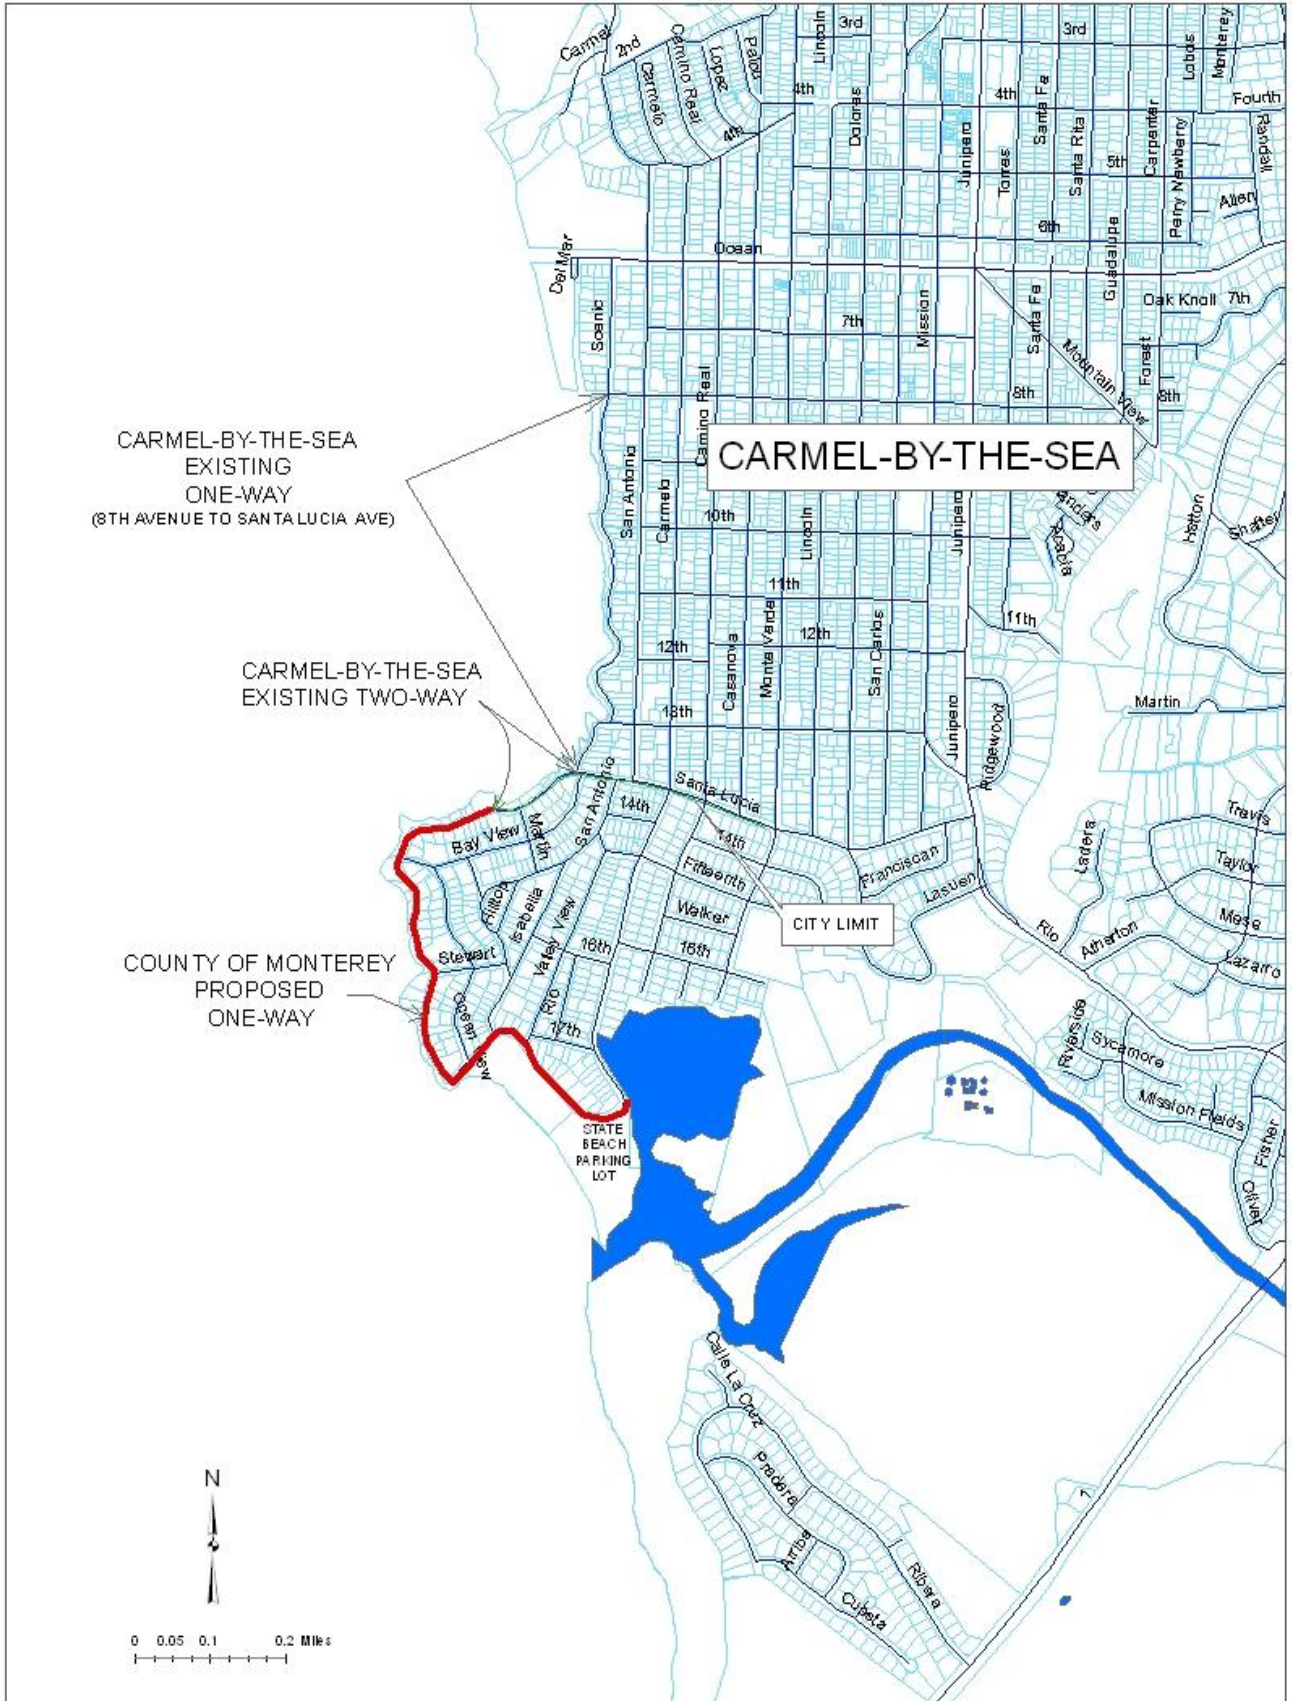 Carmel
2nd
Carmelo
Camino Real
Lopez
Palou
4th
Lincoln
3rd
3rd
Lobos
Monterey
4th
Dolores
Junipero
4th
Santa Fe
Torres
Santa Rita
5th
Carpenter
Perry Newberry
Fourth
Randall
Allen
6th
Guadalupe
Del Mar
Ocean
Scenic
7th
Mission
Santa Fe
Mountain View
Oak Knoll
7th
Forest
8th
8th
Camino Real
CARMEL-BY-THE-SEA
EXISTING
ONE-WAY
(8TH AVENUE TO SANTA LUCIA AVE)
CARMEL-BY-THE-SEA
San Antonio
Carmelo
10th
Lincoln
Junipero
anders
Acacia
Hatton
Shafter
11th
11th
12th
Casanova
Monte Verde
12th
San Carlos
CARMEL-BY-THE-SEA
EXISTING TWO-WAY
13th
Junipero
Ridgewood
Martin
Santa Lucia
San Antonio
14th
14th
Bay View
Martin
Fifteenth
Franciscan
Lasuen
Ladera
Travis
Taylor
Mesa
Lazarro
Atherton
Rio
Hilltop
Isabella
Valley View
Walker
16th
16th
CITY LIMIT
Stewart
COUNTY OF MONTEREY
PROPOSED
ONE-WAY
Ocean View
Rio
17th
Riverside
Sycamore
Mission Fields
Fisher
Oliver
STATE
BEACH
PARKING
LOT
Calle La Cruz
Pradera
Arriba
Cuesta
Ribera
N
0 0.05 0.1 0.2 Miles